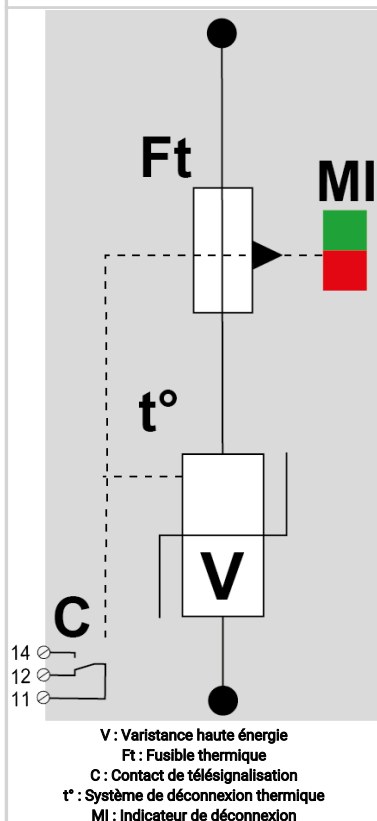 Ft
MI
t°
V
C
14
12
11
V : Varistance haute énergie
Ft : Fusible thermique
C : Contact de télésignalisation
t° : Système de déconnexion thermique
MI : Indicateur de déconnexion